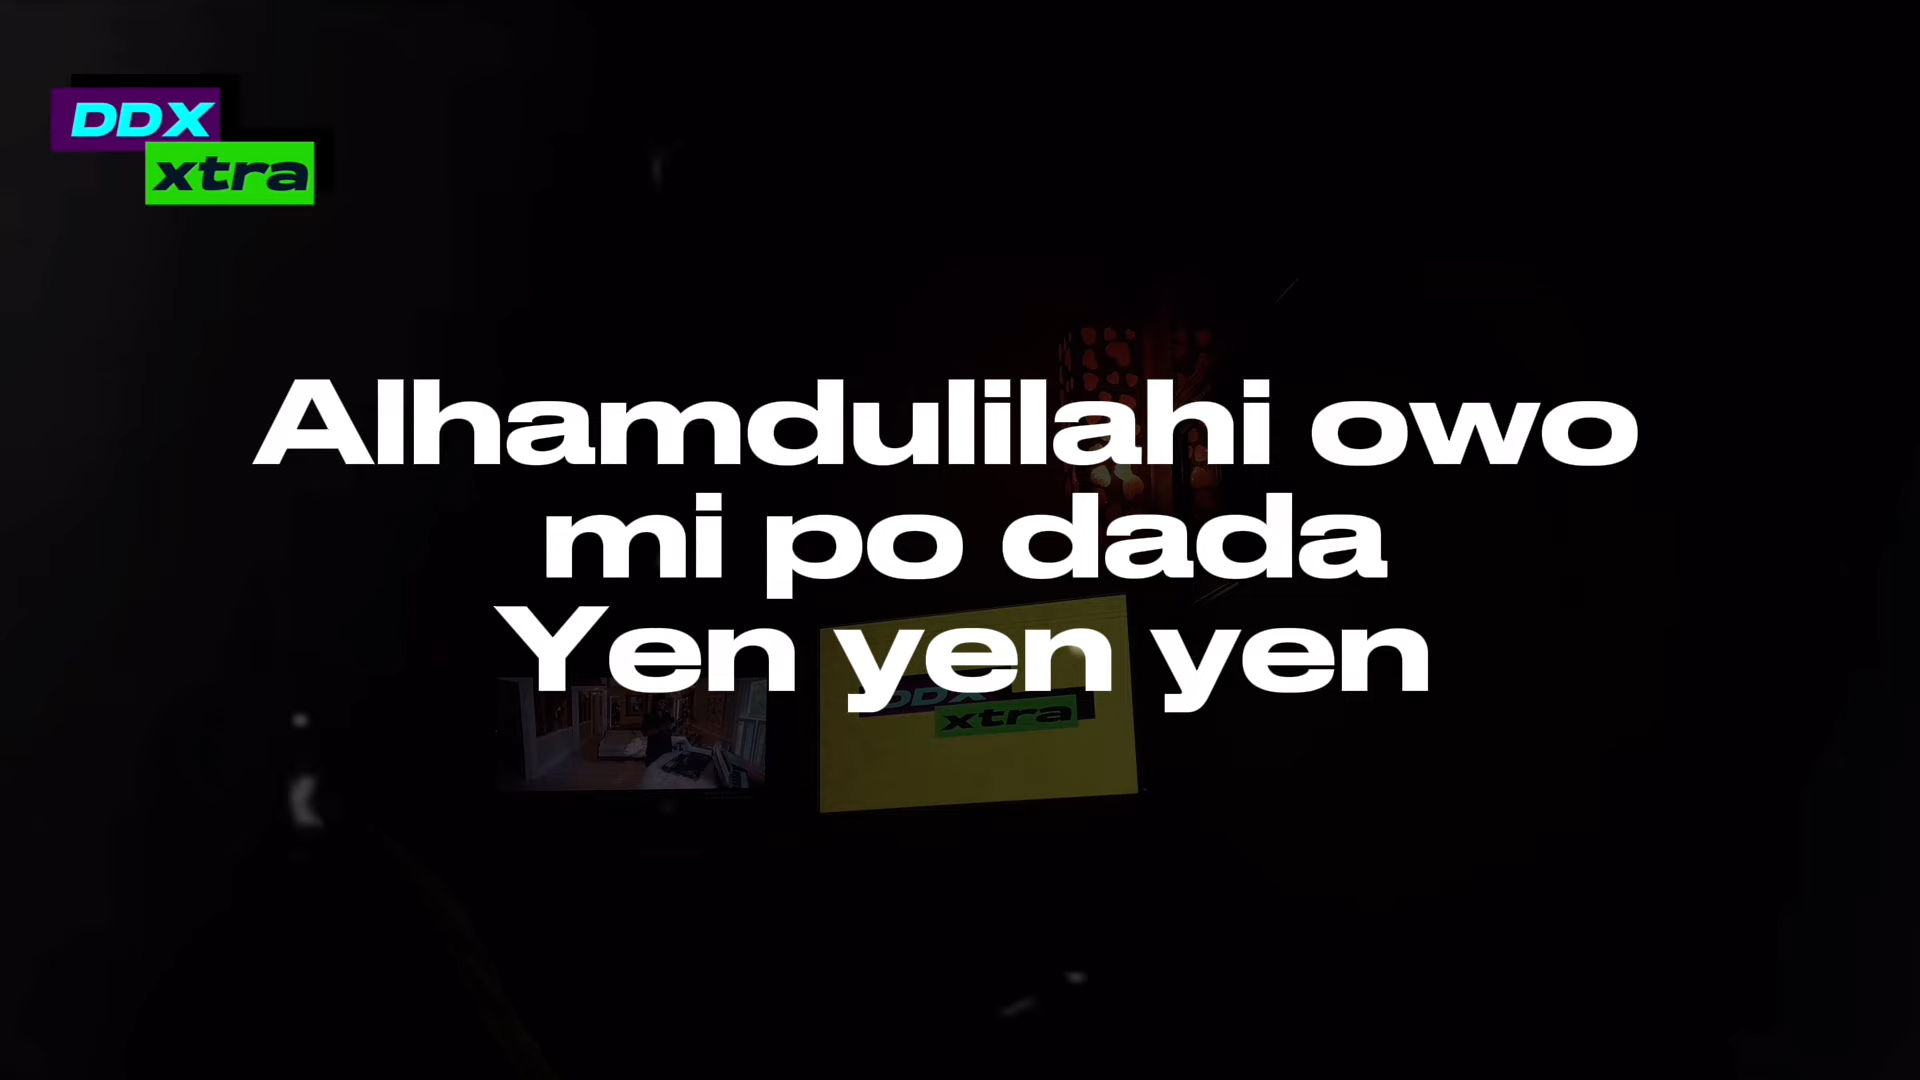 DDX
xtra
Alhamdulilahi owo
mi po dada
Yen yen yen
DDX
xtra